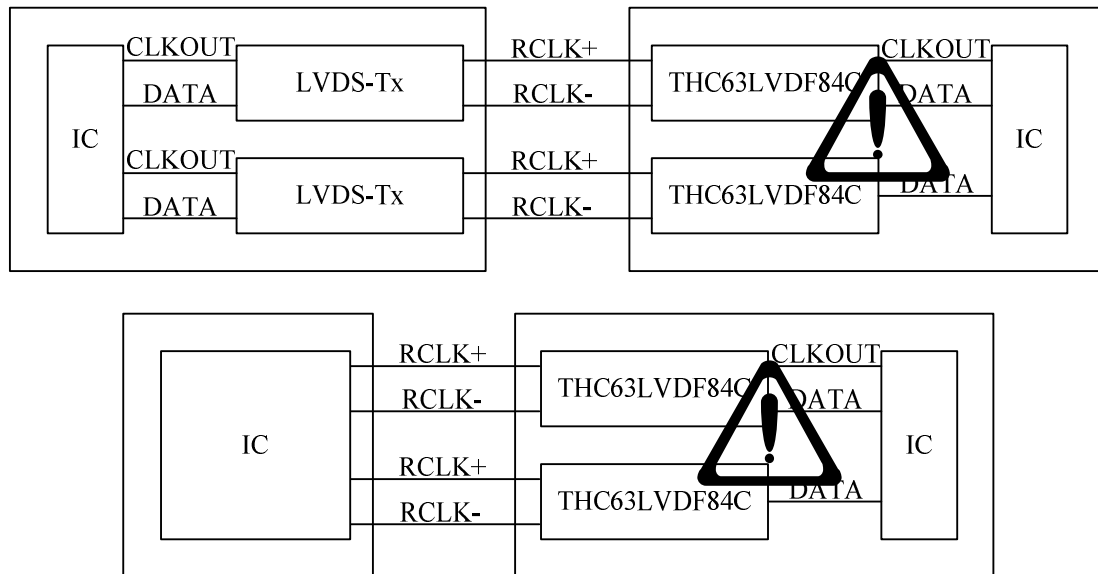 CLKOUT
DATA
CLKOUT
DATA
IC
LVDS-Tx
LVDS-Tx
RCLK+
RCLK-
RCLK+
RCLK-
THC63LVDF84C
THC63LVDF84C
CLKOUT
DATA
DATA
IC
IC
RCLK+
RCLK-
RCLK+
RCLK-
THC63LVDF84C
THC63LVDF84C
CLKOUT
DATA
DATA
IC